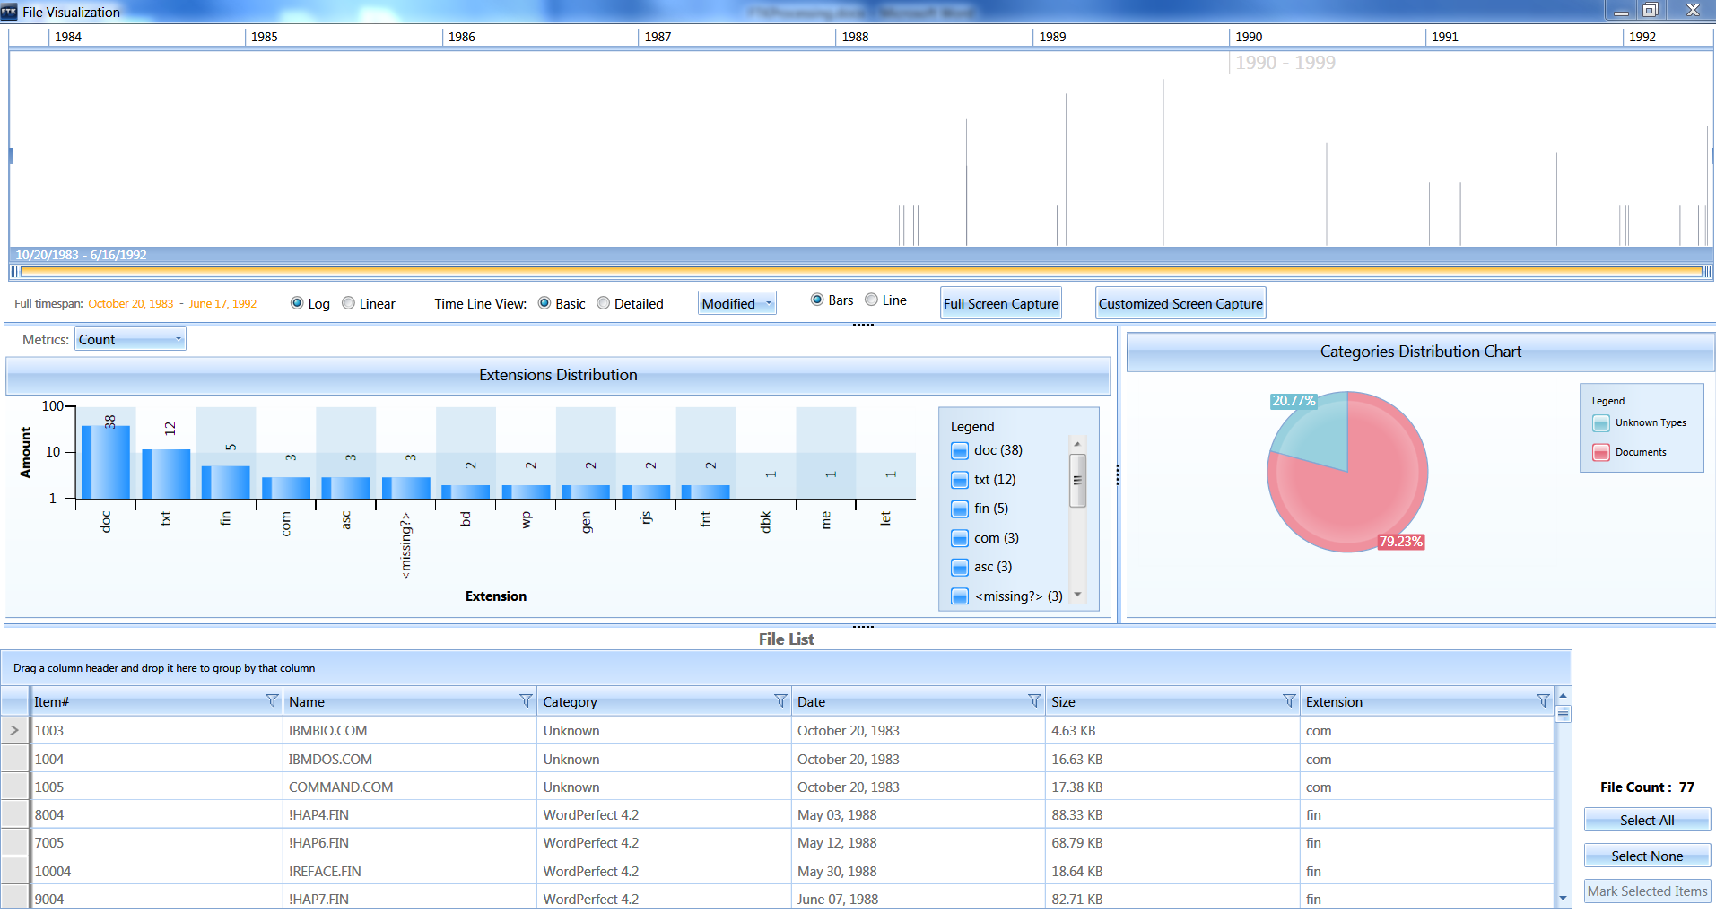 FTK File Visualization
1984 1985 1986 1987 1988 1989 1990 1991 1992
1990 - 1999
10/20/1983 - 6/16/1992
Full timespan: October 20, 1983 - June 17, 1992 Log Linear Time Line View: Basic Detailed Modified Bars Line Full Screen Capture Customized Screen Capture
Metrics: Count
Extensions Distribution
Amount
100
10
1
38 12 5 3 3 3 2 2 2 2 2 1 1 1
doc txt fin com asc <missing?> bd wp gen rjs fnt dbk me let
Extension
Legend
doc (38)
txt (12)
fin (5)
com (3)
asc (3)
<missing?> (3)
Categories Distribution Chart
20.77%
79.23%
Legend
Unknown Types
Documents
File List
Drag a column header and drop it here to group by that column
Item# Name Category Date Size Extension
1003 IBMBIO.COM Unknown October 20, 1983 4.63 KB com
1004 IBMDOS.COM Unknown October 20, 1983 16.63 KB com
1005 COMMAND.COM Unknown October 20, 1983 17.38 KB com
8004 !HAP4.FIN WordPerfect 4.2 May 03, 1988 88.33 KB fin
7005 !HAP6.FIN WordPerfect 4.2 May 12, 1988 68.79 KB fin
10004 !REFACE.FIN WordPerfect 4.2 May 30, 1988 18.64 KB fin
9004 !HAP7.FIN WordPerfect 4.2 June 07, 1988 82.71 KB fin
File Count : 77
Select All
Select None
Mark Selected Items